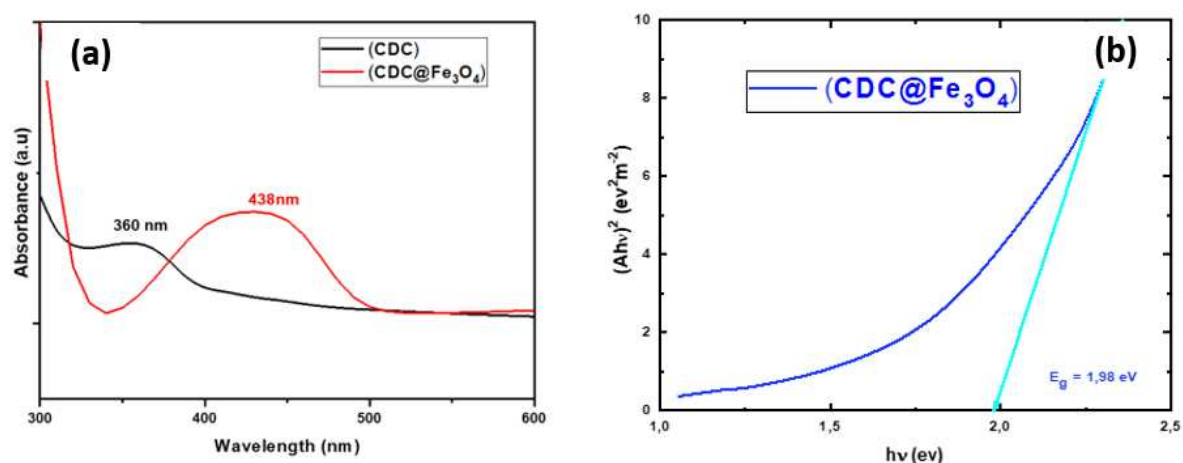 (a)
(CDC)
(CDC@Fe₃O₄)
438nm
360 nm
Absorbance (a.u)
300 400 500 600
Wavelength (nm)
(b)
(CDC@Fe₃O₄)
10
8
6
4
2
0
(Ahν)² (ev²m⁻²)
E_g = 1,98 eV
1,0 1,5 2,0 2,5
hν (ev)